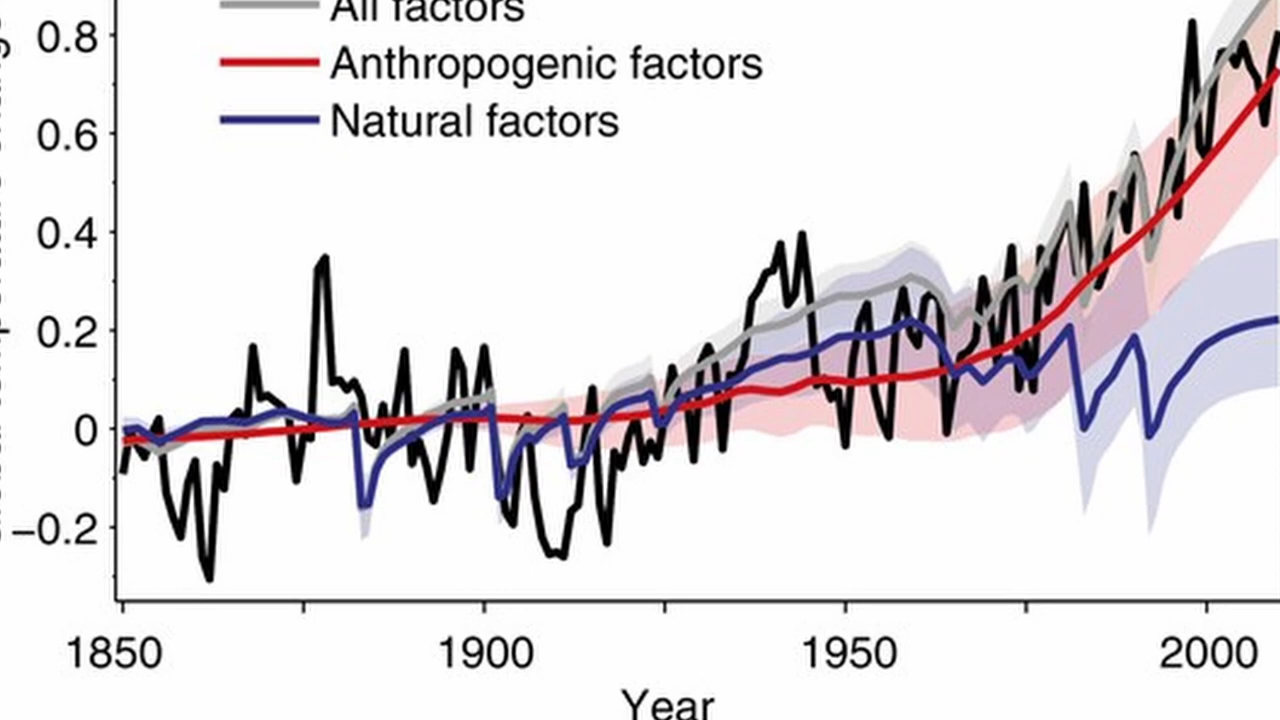 All factors
0.8
Anthropogenic factors
0.6
Natural factors
0.4
0.2
0
−0.2
1850 1900 1950 2000
Year